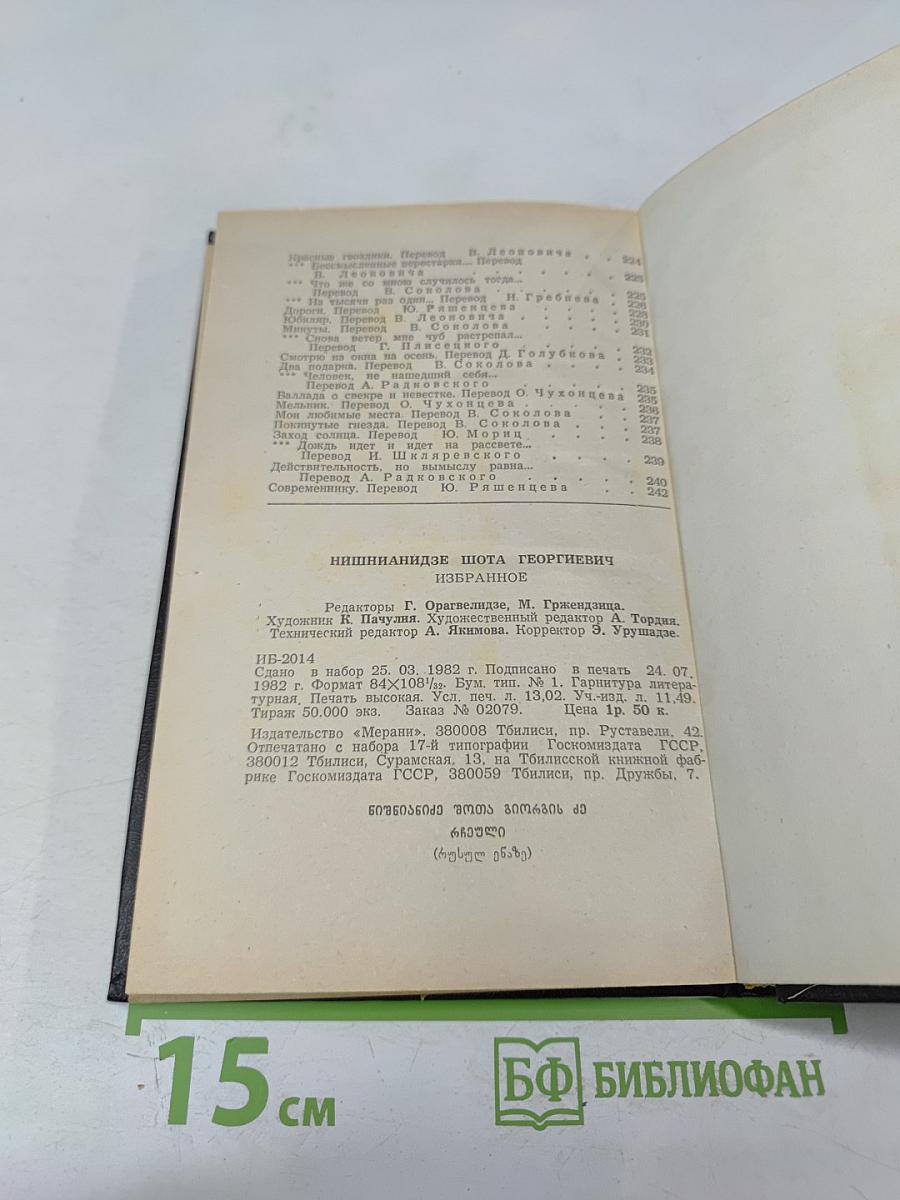 Красные гвоздики. Перевод В. Леоновича . . 224
*** Бессмысленные перестарки... Перевод
В. Леоновича . . . . . . 225
*** Что же со мною случилось тогда...
Перевод В. Соколова . . . . . . 225
*** Из тысячи раз один... Перевод Н. Гребнева . 226
Дороги. Перевод Ю. Ряшенцева . . . . 228
Юбиляр. Перевод В. Леоновича . . . . 230
Минуты. Перевод В. Соколова . . . . 231
*** Снова ветер мне чуб растрепал...
Перевод Г. Плисецкого . . . . . 232
Смотрю из окна на осень. Перевод Д. Голубкова . 233
Два подарка. Перевод В. Соколова . . . . 234
*** Человек, не нашедший себя...
Перевод А. Радковского . . . . . 235
Баллада о свекре и невестке. Перевод О. Чухонцева 235
Мельник. Перевод О. Чухонцева . . . . 236
Мои любимые места. Перевод В. Соколова . . 237
Покинутые гнезда. Перевод В. Соколова . . . 237
Заход солнца. Перевод Ю. Мориц . . . . 238
*** Дождь идет и идет на рассвете...
Перевод И. Шкляревского . . . . 239
Действительность, но вымыслу равна...
Перевод А. Радковского . . . . . 240
Современнику. Перевод Ю. Ряшенцева . . 242
НИШНИАНИДЗЕ ШОТА ГЕОРГИЕВИЧ
ИЗБРАННОЕ
Редакторы Г. Орагвелидзе, М. Гржендзица.
Художник К. Пачулия. Художественный редактор А. Тордия.
Технический редактор А. Якимова. Корректор Э. Урушадзе.
ИБ-2014
Сдано в набор 25. 03. 1982 г. Подписано в печать 24. 07.
1982 г. Формат 84×108 1/32. Бум. тип. № 1. Гарнитура литера-
турная. Печать высокая. Усл. печ. л. 13,02. Уч.-изд. л. 11,49.
Тираж 50.000 экз. Заказ № 02079. Цена 1р. 50 к.
Издательство «Мерани». 380008 Тбилиси, пр. Руставели, 42.
Отпечатано с набора 17-й типографии Госкомиздата ГССР,
380012 Тбилиси, Сурамская, 13, на Тбилисской книжной фаб-
рике Госкомиздата ГССР, 380059 Тбилиси, пр. Дружбы, 7.
ნიშნიანიძე შოთა გიორგის ძე
რჩეული
(რუსულ ენაზე)
15 см
БФ БИБЛИОФАН